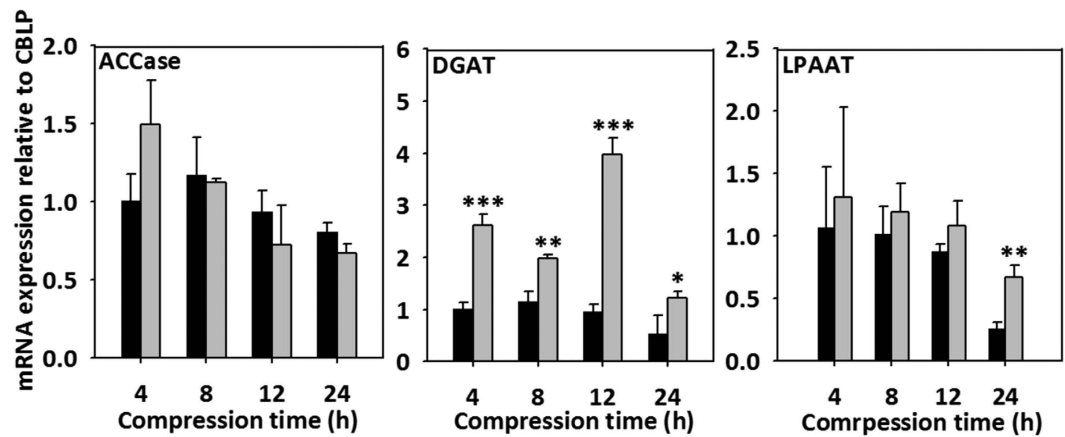 mRNA expression relative to CBLP
2.0
1.5
1.0
0.5
0.0
ACCase
4 8 12 24
Compression time (h)
6
5
4
3
2
1
0
DGAT
***
**
***
*
4 8 12 24
Compression time (h)
2.5
2.0
1.5
1.0
0.5
0.0
LPAAT
**
4 8 12 24
Comrpession time (h)